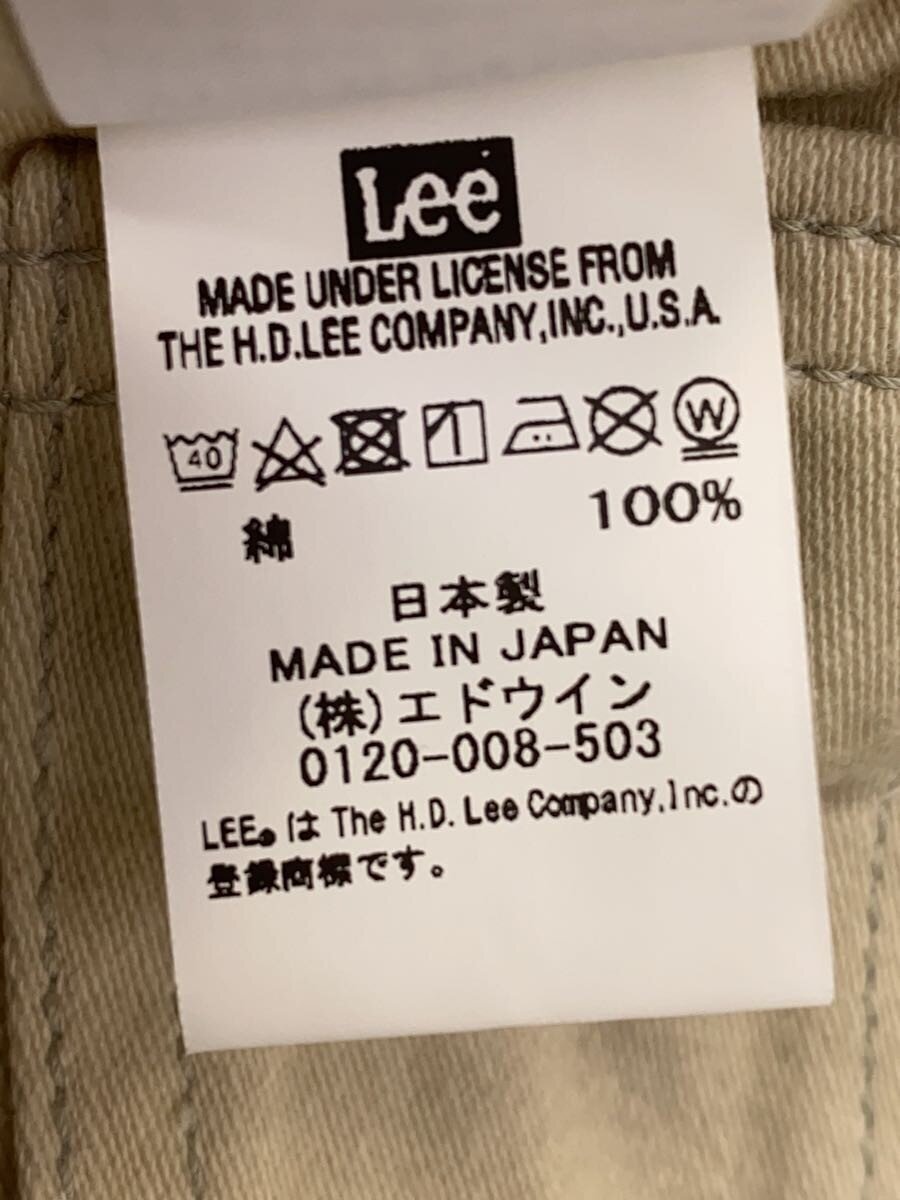 Lee
MADE UNDER LICENSE FROM
THE H.D.LEE COMPANY,INC.,U.S.A.
40 W
綿 100%
日本製
MADE IN JAPAN
(株)エドウイン
0120-008-503
LEE®は The H.D. Lee Company,Inc.の
登録商標です。